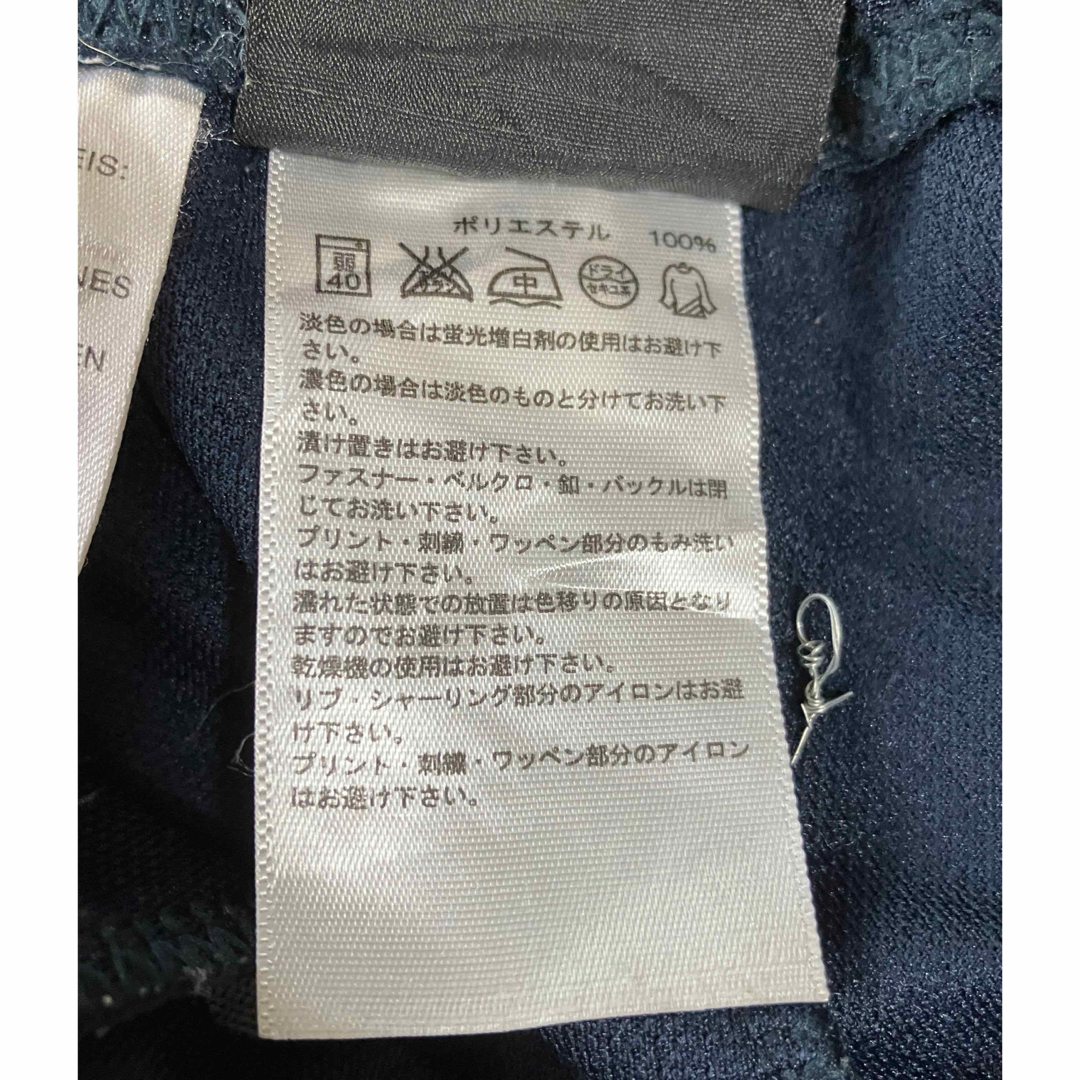 EIS:
NES
EN
ポリエステル 100%
弱
40
中
ドライ
セキユ系
淡色の場合は蛍光増白剤の使用はお避け下
さい。
濃色の場合は淡色のものと分けてお洗い下
さい。
漬け置きはお避け下さい。
ファスナー・ベルクロ・釦・バックルは閉
じてお洗い下さい。
プリント・刺繍・ワッペン部分のもみ洗い
はお避け下さい。
濡れた状態での放置は色移りの原因となり
ますのでお避け下さい。
乾燥機の使用はお避け下さい。
リブ・シャーリング部分のアイロンはお避
け下さい。
プリント・刺繍・ワッペン部分のアイロン
はお避け下さい。